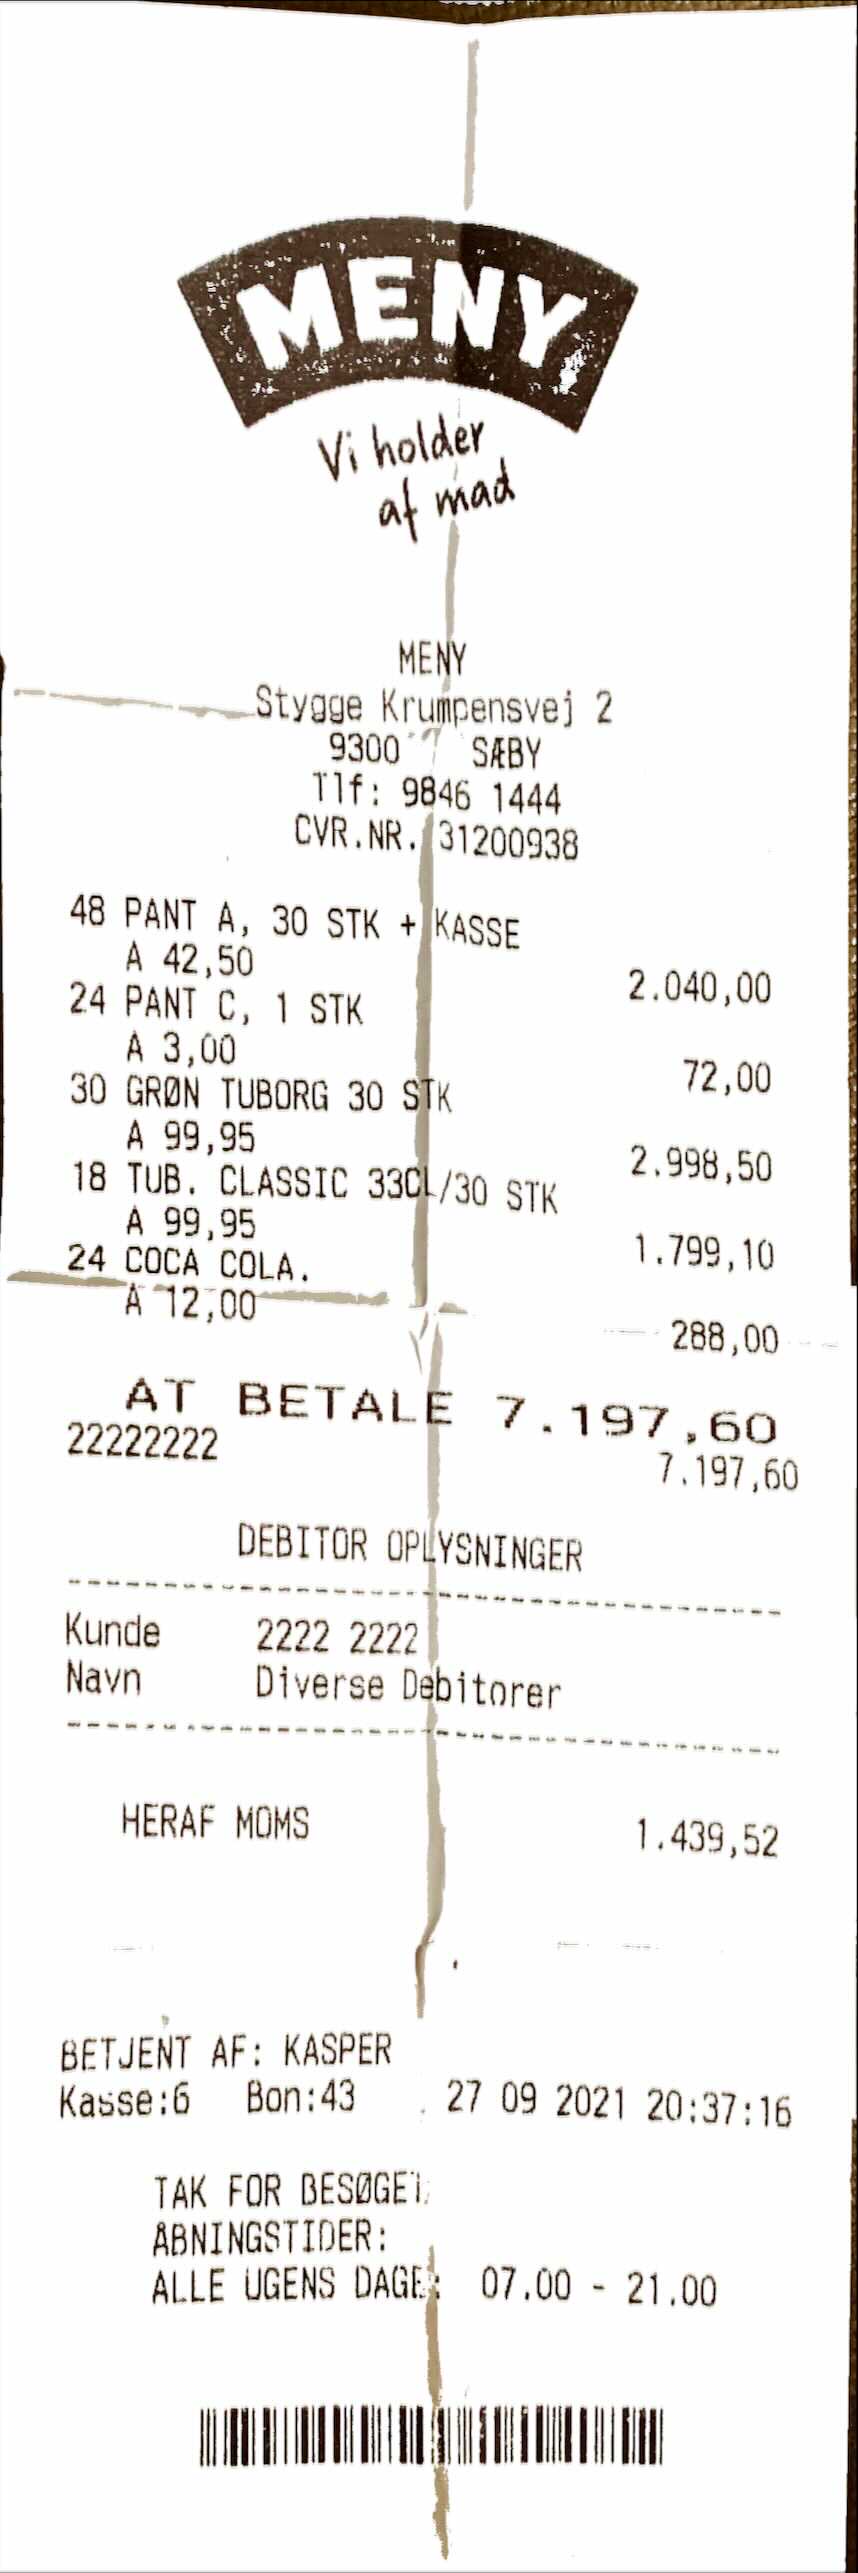 MENY
Vi holder
af mad
MENY
Stygge Krumpensvej 2
9300 SÆBY
Tlf: 9846 1444
CVR.NR. 31200938
48 PANT A, 30 STK + KASSE
A 42,50 2.040,00
24 PANT C, 1 STK
A 3,00 72,00
30 GRØN TUBORG 30 STK
A 99,95 2.998,50
18 TUB. CLASSIC 33CL/30 STK
A 99,95 1.799,10
24 COCA COLA.
A 12,00 288,00
AT BETALE 7.197,60
22222222 7.197,60
DEBITOR OPLYSNINGER
Kunde 2222 2222
Navn Diverse Debitorer
HERAF MOMS 1.439,52
BETJENT AF: KASPER
Kasse:6 Bon:43 27 09 2021 20:37:16
TAK FOR BESØGET
ÅBNINGSTIDER:
ALLE UGENS DAGE: 07.00 - 21.00